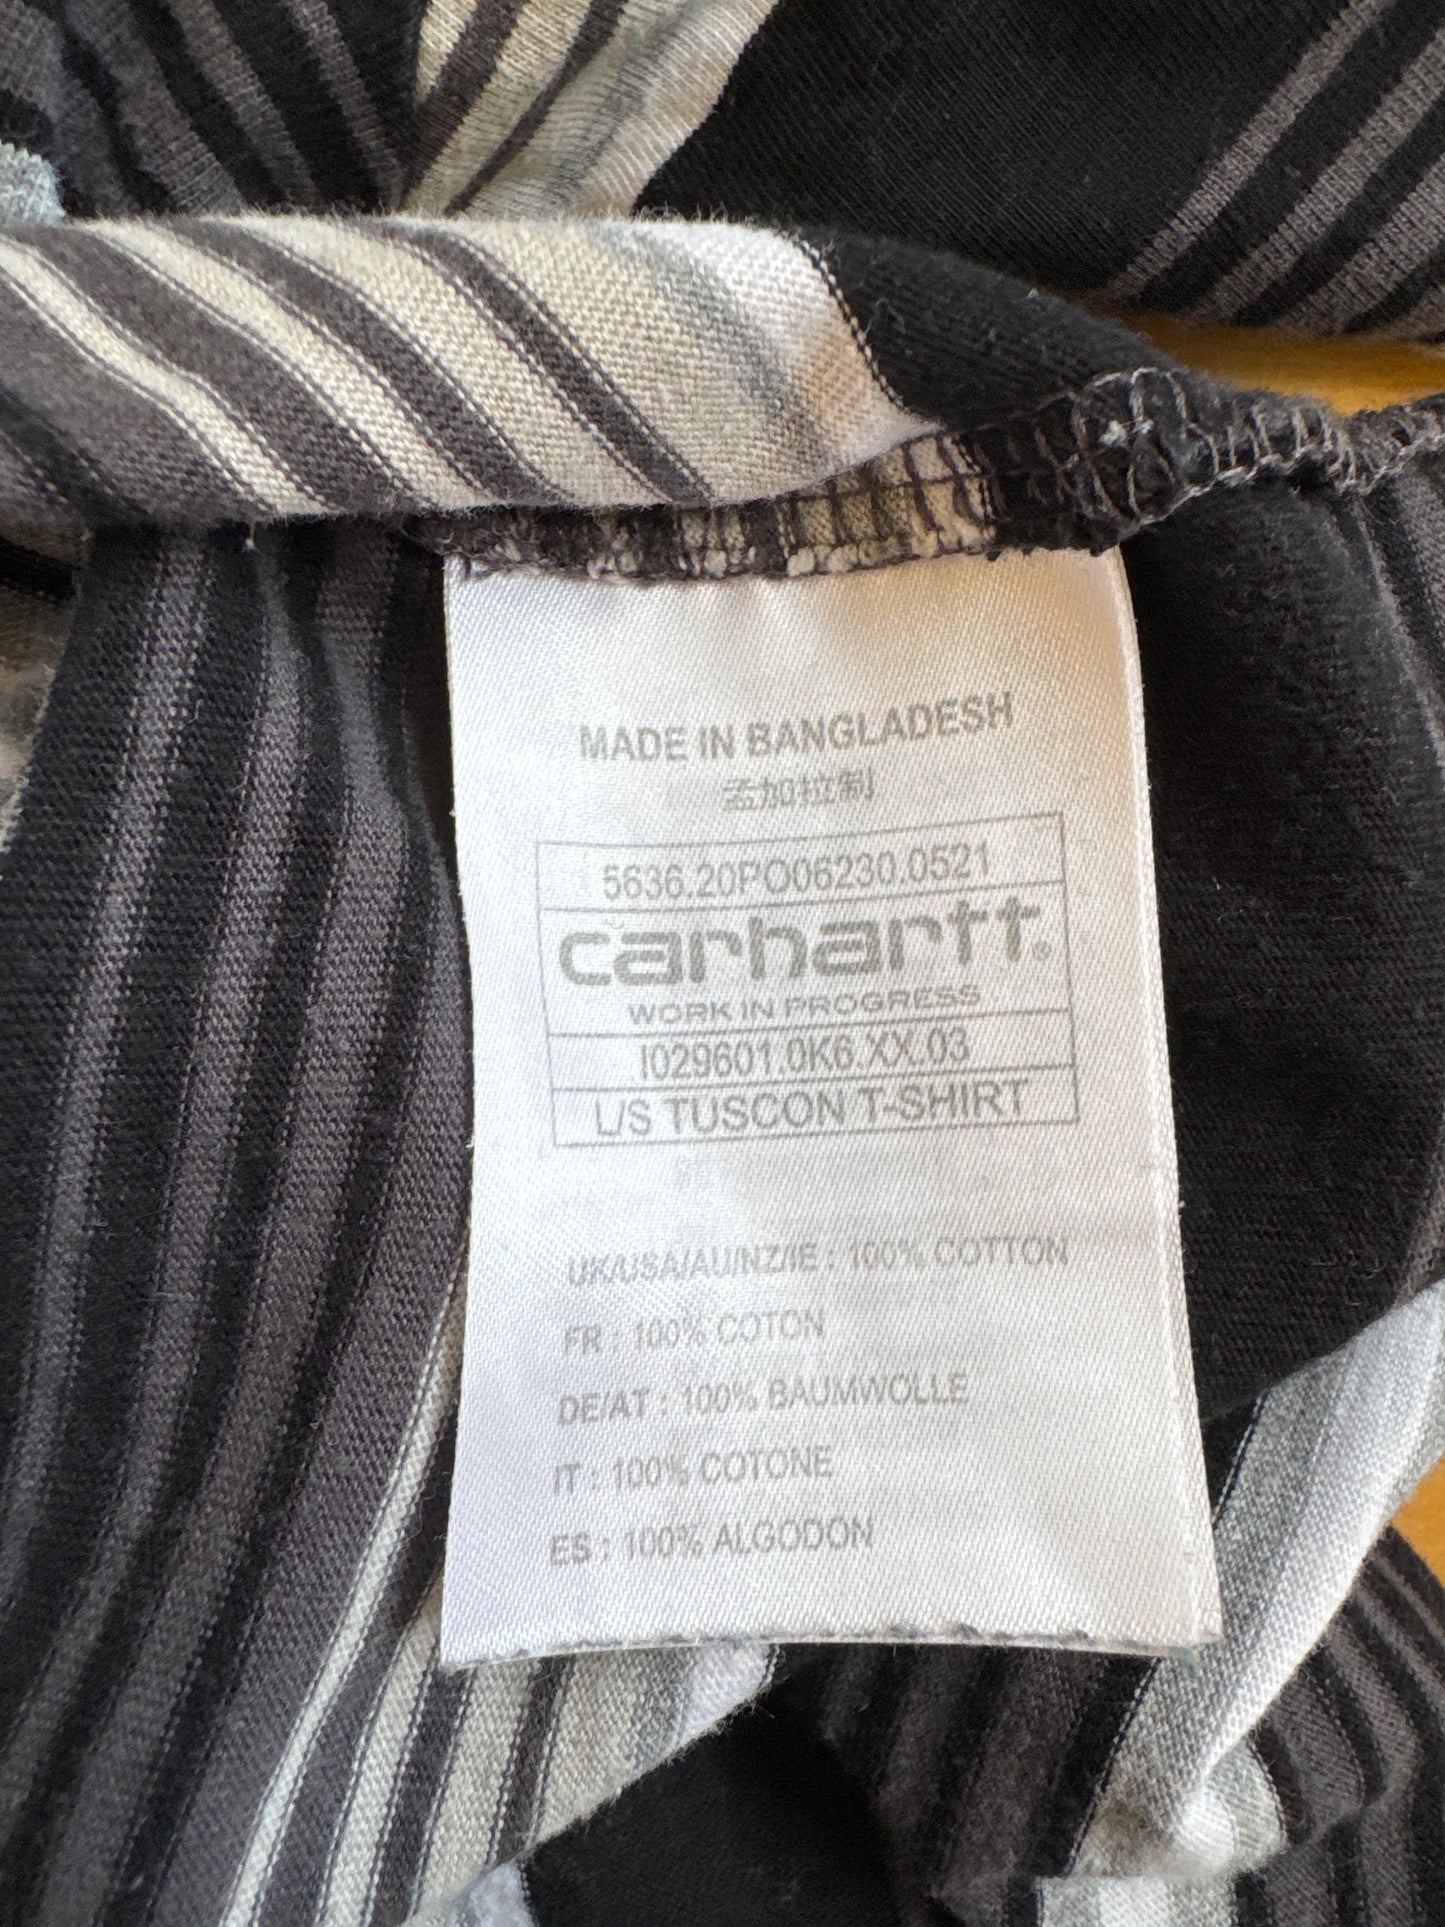 MADE IN BANGLADESH
孟加拉制
5636.20PO06230.0521
carhartt®
WORK IN PROGRESS
I029601.0K6.XX.03
L/S TUSCON T-SHIRT
UK/USA/AU/NZ/IE : 100% COTTON
FR : 100% COTON
DE/AT : 100% BAUMWOLLE
IT : 100% COTONE
ES : 100% ALGODON